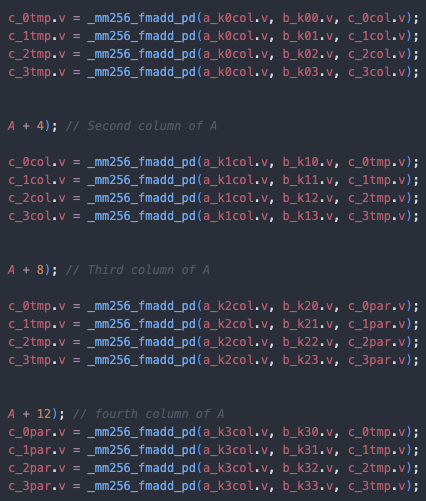 c_0tmp.v = _mm256_fmadd_pd(a_k0col.v, b_k00.v, c_0col.v);
c_1tmp.v = _mm256_fmadd_pd(a_k0col.v, b_k01.v, c_1col.v);
c_2tmp.v = _mm256_fmadd_pd(a_k0col.v, b_k02.v, c_2col.v);
c_3tmp.v = _mm256_fmadd_pd(a_k0col.v, b_k03.v, c_3col.v);
A + 4); // Second column of A
c_0col.v = _mm256_fmadd_pd(a_k1col.v, b_k10.v, c_0tmp.v);
c_1col.v = _mm256_fmadd_pd(a_k1col.v, b_k11.v, c_1tmp.v);
c_2col.v = _mm256_fmadd_pd(a_k1col.v, b_k12.v, c_2tmp.v);
c_3col.v = _mm256_fmadd_pd(a_k1col.v, b_k13.v, c_3tmp.v);
A + 8); // Third column of A
c_0tmp.v = _mm256_fmadd_pd(a_k2col.v, b_k20.v, c_0par.v);
c_1tmp.v = _mm256_fmadd_pd(a_k2col.v, b_k21.v, c_1par.v);
c_2tmp.v = _mm256_fmadd_pd(a_k2col.v, b_k22.v, c_2par.v);
c_3tmp.v = _mm256_fmadd_pd(a_k2col.v, b_k23.v, c_3par.v);
A + 12); // fourth column of A
c_0par.v = _mm256_fmadd_pd(a_k3col.v, b_k30.v, c_0tmp.v);
c_1par.v = _mm256_fmadd_pd(a_k3col.v, b_k31.v, c_1tmp.v);
c_2par.v = _mm256_fmadd_pd(a_k3col.v, b_k32.v, c_2tmp.v);
c_3par.v = _mm256_fmadd_pd(a_k3col.v, b_k33.v, c_3tmp.v);